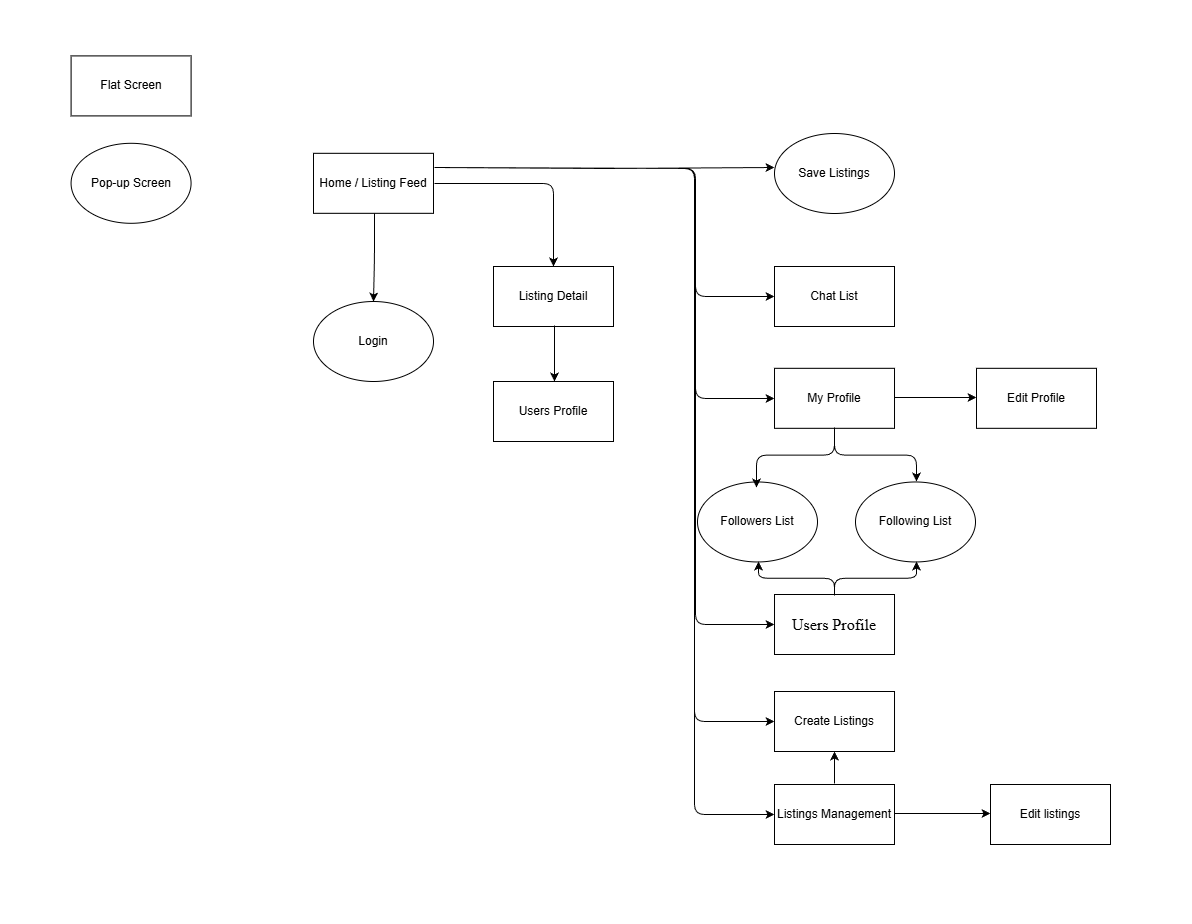 Flat Screen
Pop-up Screen
Home / Listing Feed
Save Listings
Listing Detail
Chat List
Login
Users Profile
My Profile
Edit Profile
Followers List
Following List
Users Profile
Create Listings
Listings Management
Edit listings